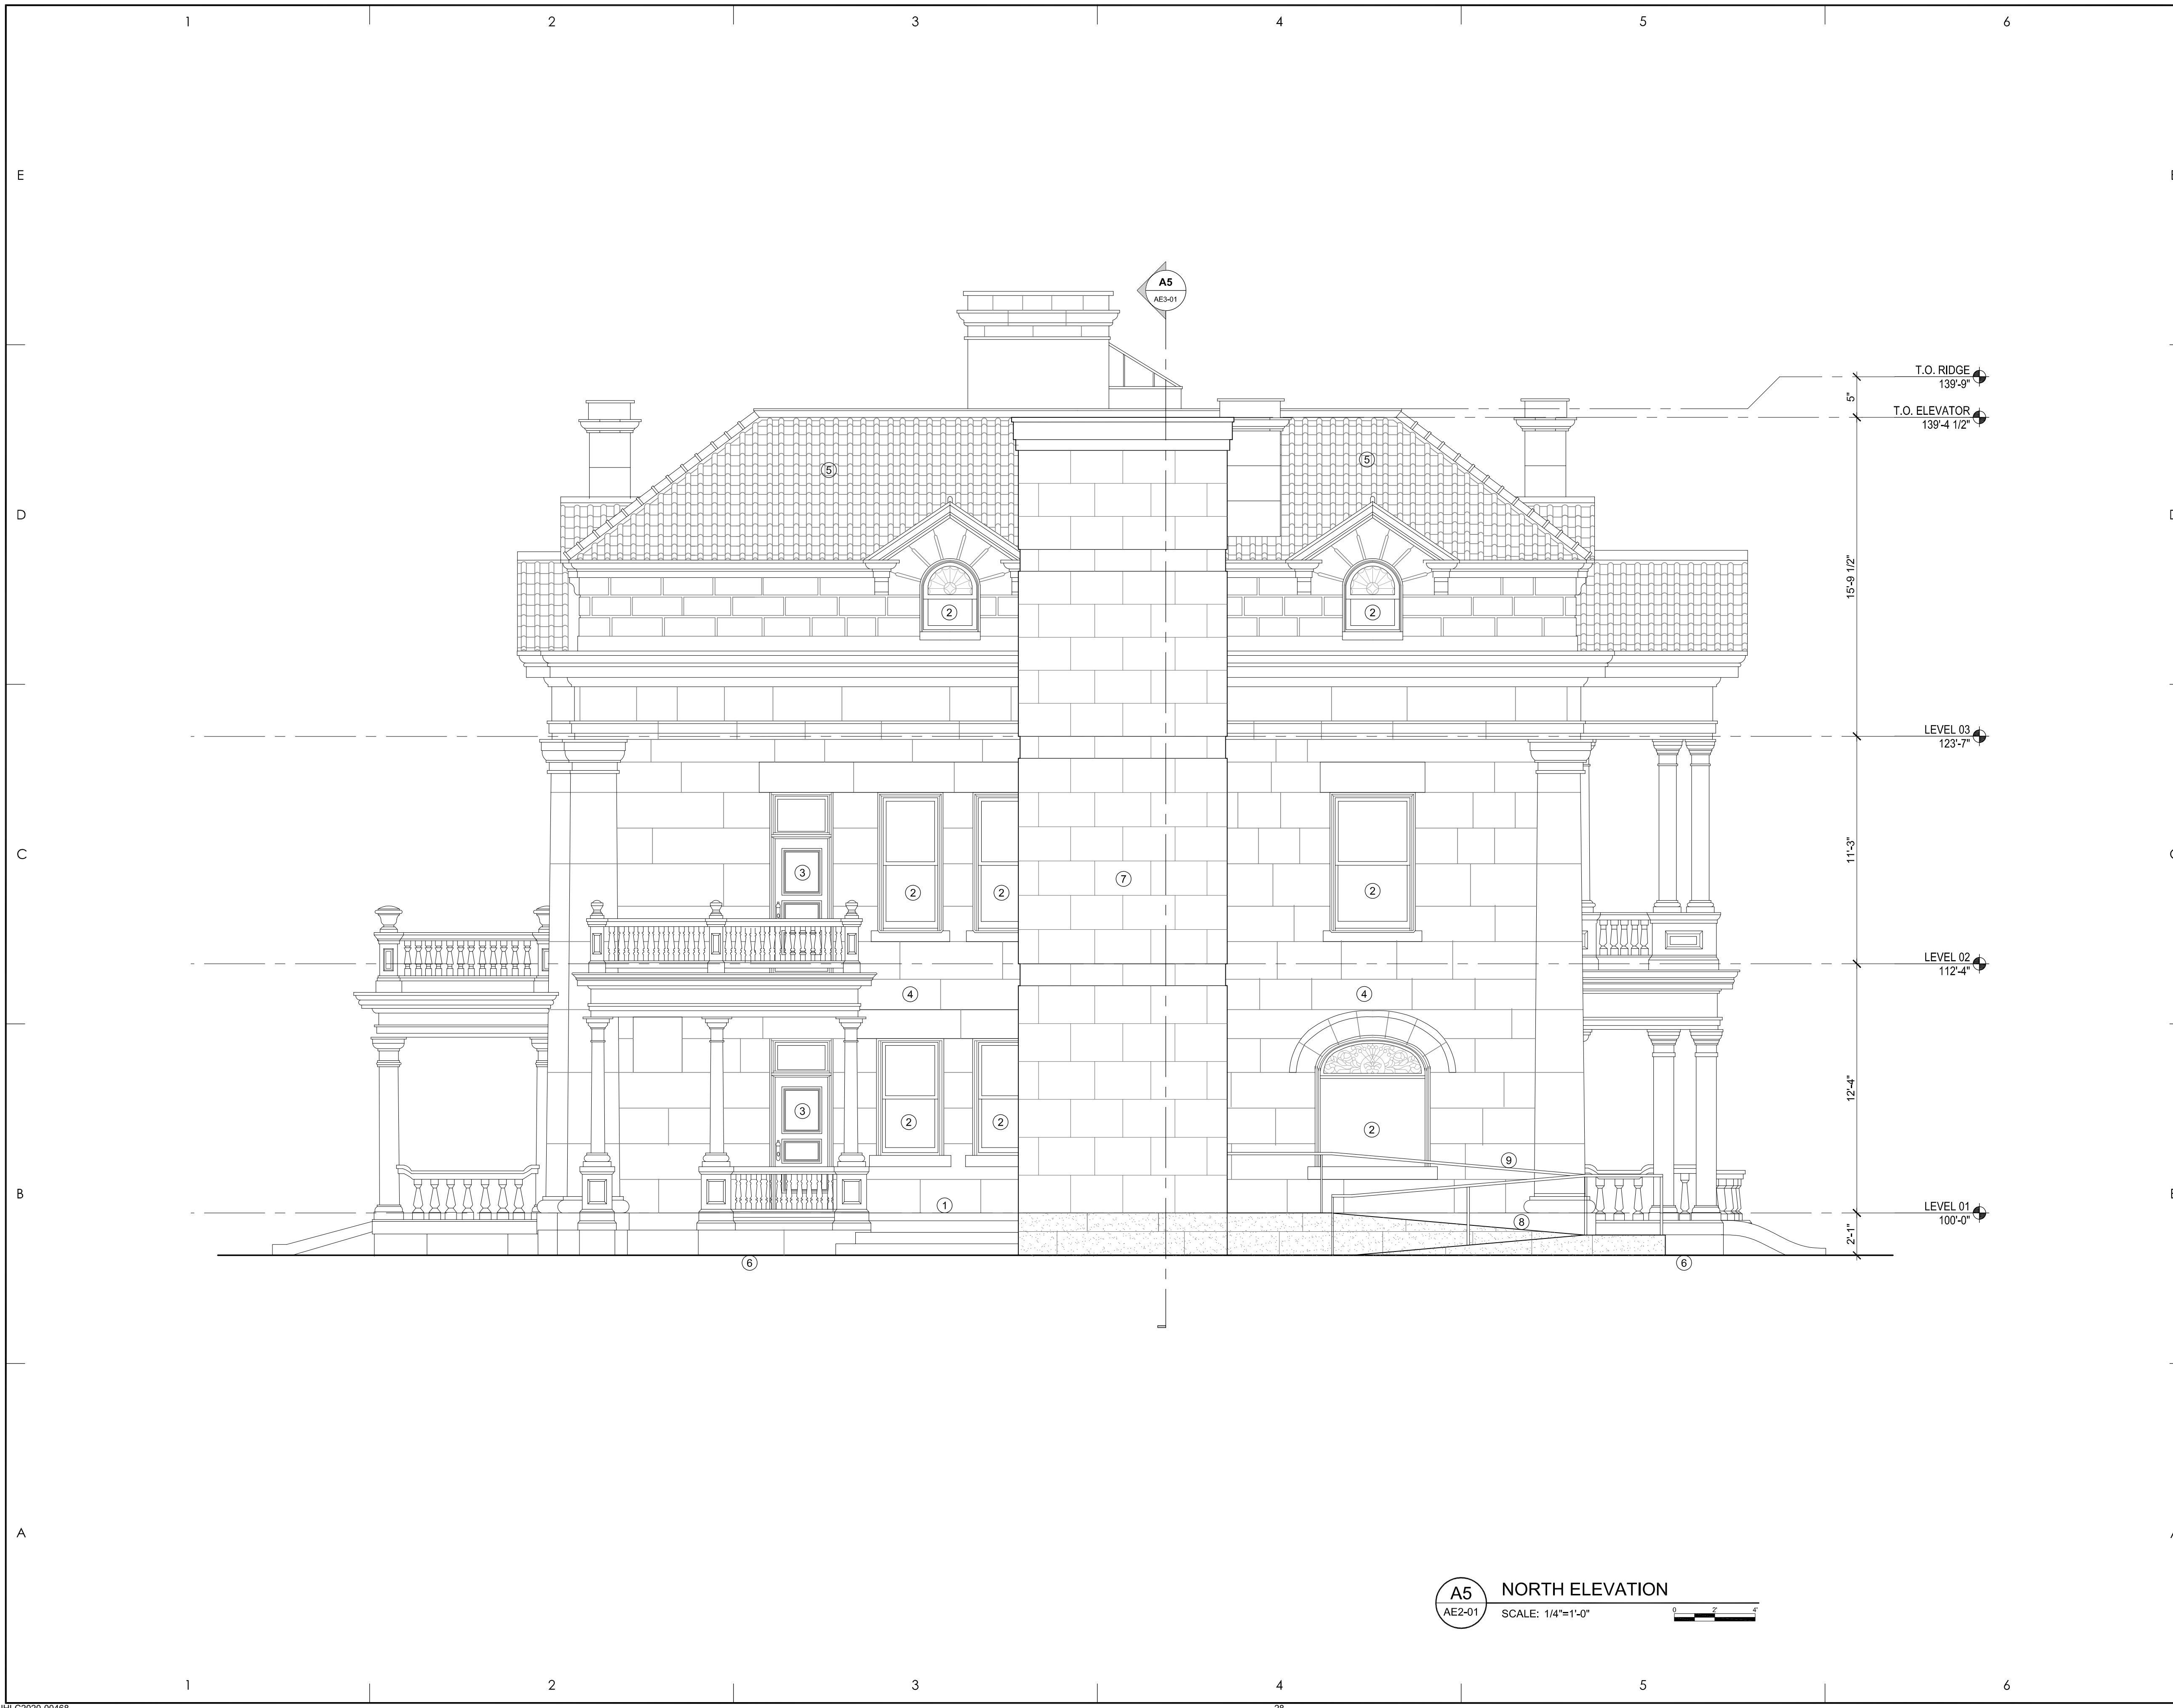 1 2 3 4 5 6
E
D
C
B
A
A5
AE3-01
T.O. RIDGE
139'-9"
5"
T.O. ELEVATOR
139'-4 1/2"
5 5
15'-9 1/2"
2 2
LEVEL 03
123'-7"
3 2 2 7 2
11'-3"
LEVEL 02
112'-4"
4 4
3 2 2 2
12'-4"
9
1
LEVEL 01
100'-0"
8
2'-1"
6 6
A5
AE2-01
NORTH ELEVATION
SCALE: 1/4"=1'-0"
0 2' 4'
1 2 3 4 5 6